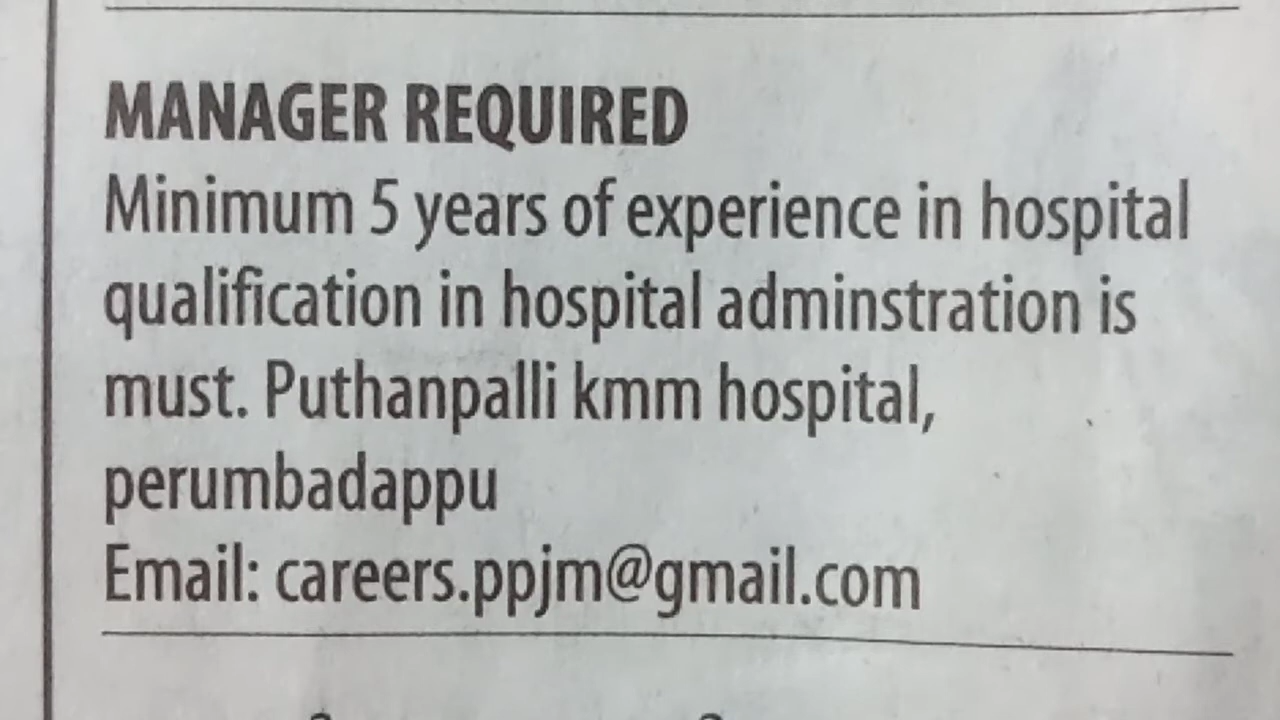 MANAGER REQUIRED
Minimum 5 years of experience in hospital
qualification in hospital adminstration is
must. Puthanpalli kmm hospital,
perumbadappu
Email: careers.ppjm@gmail.com